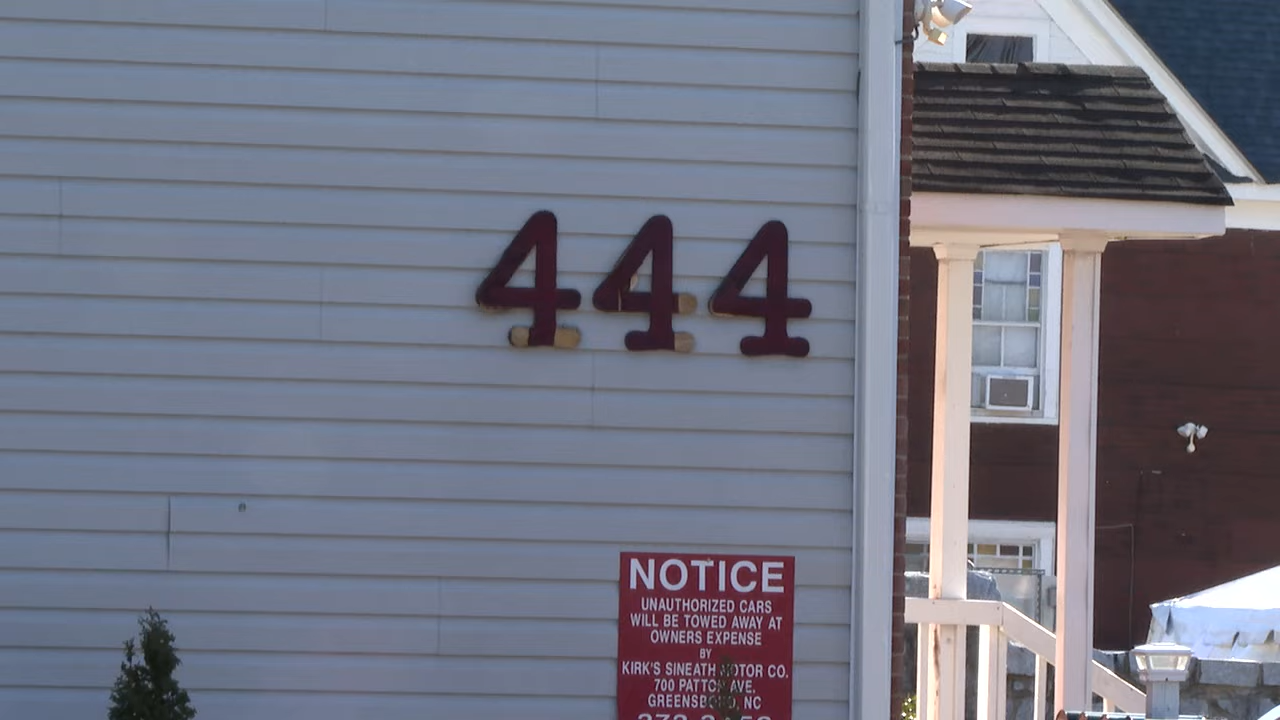 444
NOTICE
UNAUTHORIZED CARS
WILL BE TOWED AWAY AT
OWNERS EXPENSE
BY
KIRK'S SINEATH MOTOR CO.
700 PATTON AVE.
GREENSBORO, NC